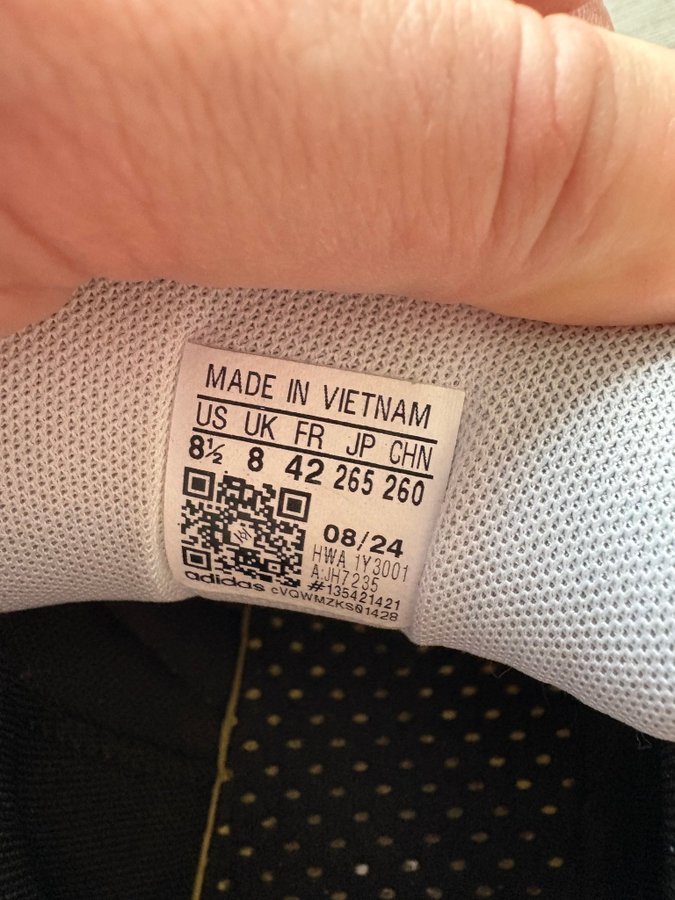 MADE IN VIETNAM
US UK FR JP CHN
8½ 8 42 265 260
08/24
HWA 1Y3001
A:JH7235
#135421421
adidas cVQWMZKS01428